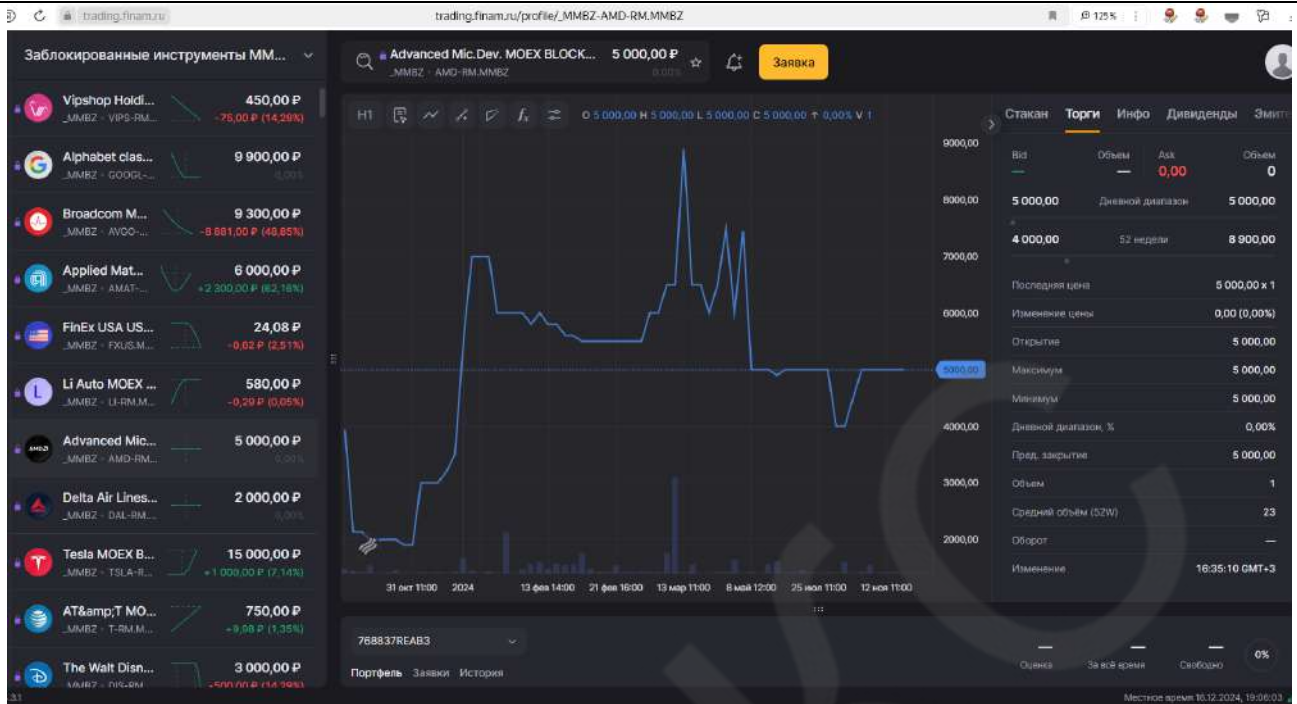 trading.finam.ru
trading.finam.ru/profile/_MMBZ-AMD-RM.MMBZ
125%
Заблокированные инструменты ММ...
Advanced Mic.Dev. MOEX BLOCK...
5 000,00 ₽
_MMBZ · AMD-RM.MMBZ
0,00%
Заявка
Vipshop Holdi...
450,00 ₽
_MMBZ · VIPS-RM...
-75,00 ₽ (14,29%)
Alphabet clas...
9 900,00 ₽
_MMBZ · GOOGL-...
0,00%
Broadcom M...
9 300,00 ₽
_MMBZ · AVGO-...
-8 881,00 ₽ (48,85%)
Applied Mat...
6 000,00 ₽
_MMBZ · AMAT-...
+2 300,00 ₽ (62,16%)
FinEx USA US...
24,08 ₽
_MMBZ · FXUS.M...
-0,62 ₽ (2,51%)
Li Auto MOEX ...
580,00 ₽
_MMBZ · LI-RM.M...
-0,29 ₽ (0,05%)
Advanced Mic...
5 000,00 ₽
_MMBZ · AMD-RM...
0,00%
Delta Air Lines...
2 000,00 ₽
_MMBZ · DAL-RM...
0,00%
Tesla MOEX B...
15 000,00 ₽
_MMBZ · TSLA-R...
+1 000,00 ₽ (7,14%)
AT&amp;T MO...
750,00 ₽
_MMBZ · T-RM.M...
+9,98 ₽ (1,35%)
The Walt Disn...
3 000,00 ₽
_MMBZ · DIS-RM...
-500,00 ₽ (14,29%)
H1
O 5 000,00 H 5 000,00 L 5 000,00 C 5 000,00 ↑ 0,00% V 1
9000,00
8000,00
7000,00
6000,00
5000,00
4000,00
3000,00
2000,00
31 окт 11:00 2024 13 фев 14:00 21 фев 16:00 13 мар 11:00 8 май 12:00 25 июл 11:00 12 ноя 11:00
Стакан Торги Инфо Дивиденды Эмите
Bid Объем Ask Объем
— — 0,00 0
5 000,00 Дневной диапазон 5 000,00
4 000,00 52 недели 8 900,00
Последняя цена 5 000,00 x 1
Изменение цены 0,00 (0,00%)
Открытие 5 000,00
Максимум 5 000,00
Минимум 5 000,00
Дневной диапазон, % 0,00%
Пред. закрытие 5 000,00
Объем 1
Средний объём (52W) 23
Оборот —
Изменение 16:35:10 GMT+3
768837REAB3
Портфель Заявки История
— — —
Оценка За всё время Свободно
0%
Местное время 16.12.2024, 19:06:03